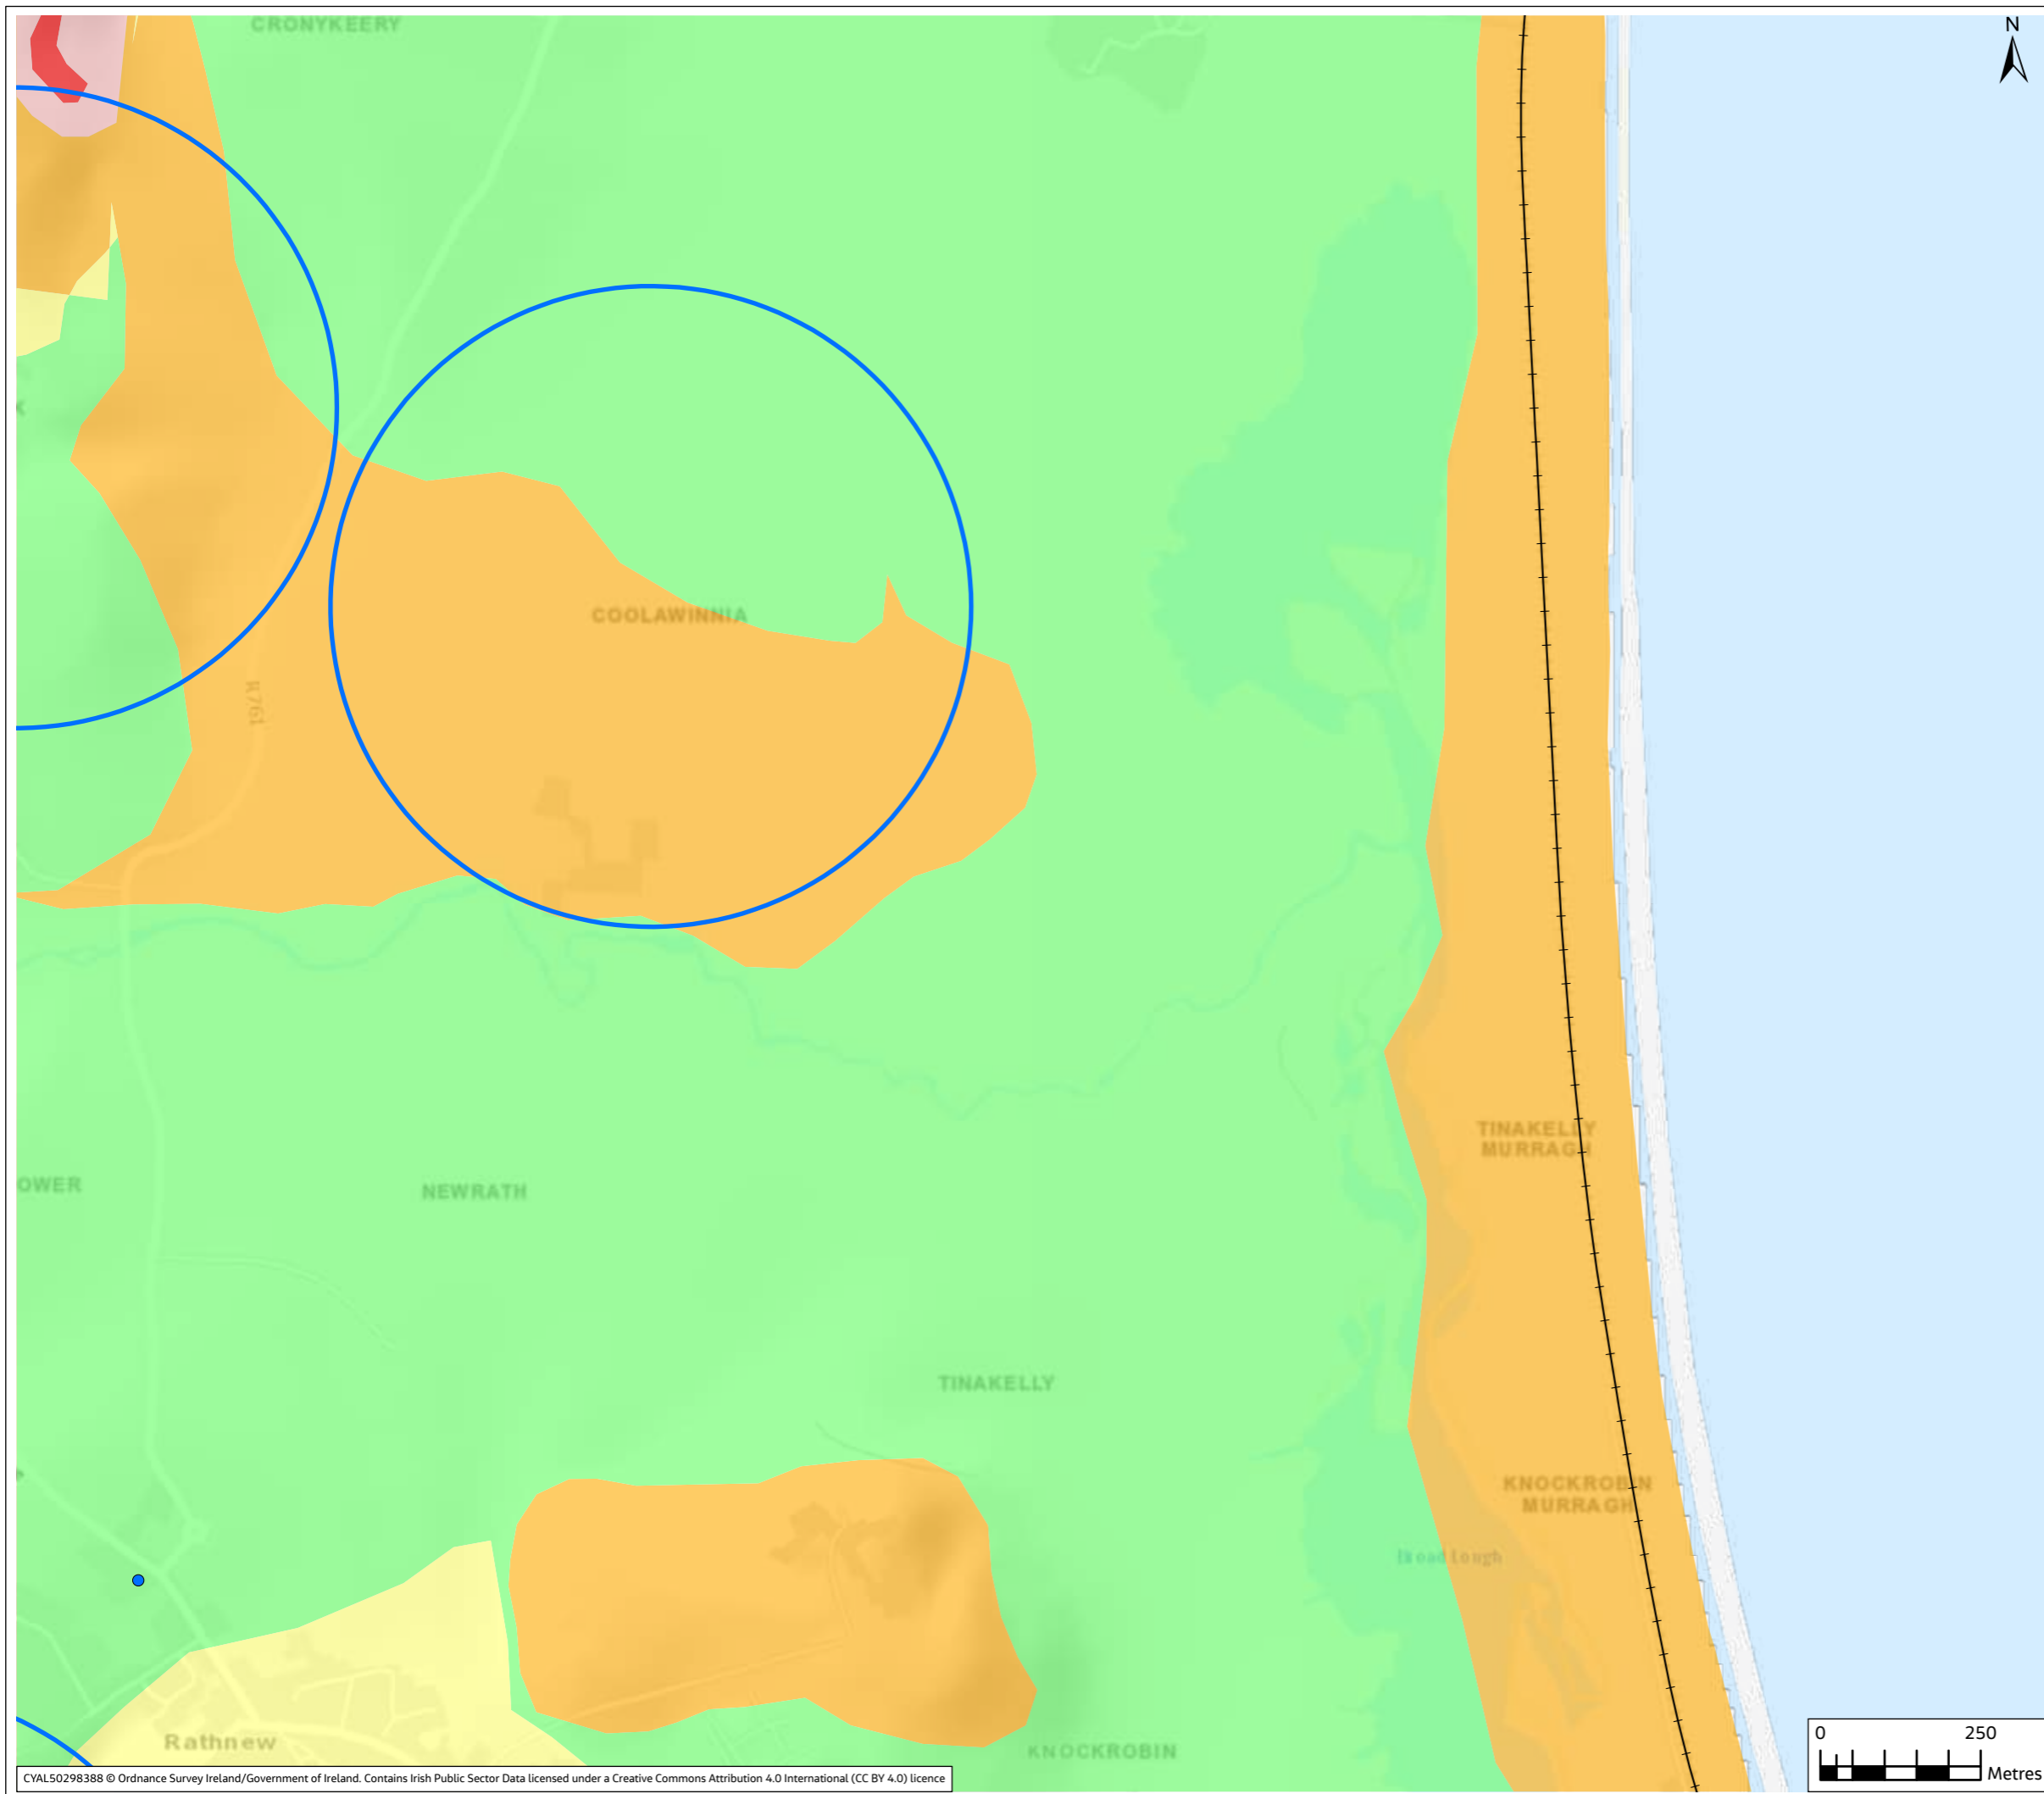 CRONYKEERY
N
COOLAWINNIA
R761
TINAKELLY
MURRAGH
OWER
NEWRATH
TINAKELLY
KNOCKROBIN
MURRAGH
Broad Lough
Rathnew
KNOCKROBIN
0 250
Metres
CYAL50298388 © Ordnance Survey Ireland/Government of Ireland. Contains Irish Public Sector Data licensed under a Creative Commons Attribution 4.0 International (CC BY 4.0) licence